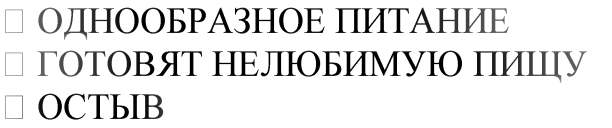 □ ОДНООБРАЗНОЕ ПИТАНИЕ
□ ГОТОВЯТ НЕЛЮБИМУЮ ПИЩУ
□ ОСТЫВ